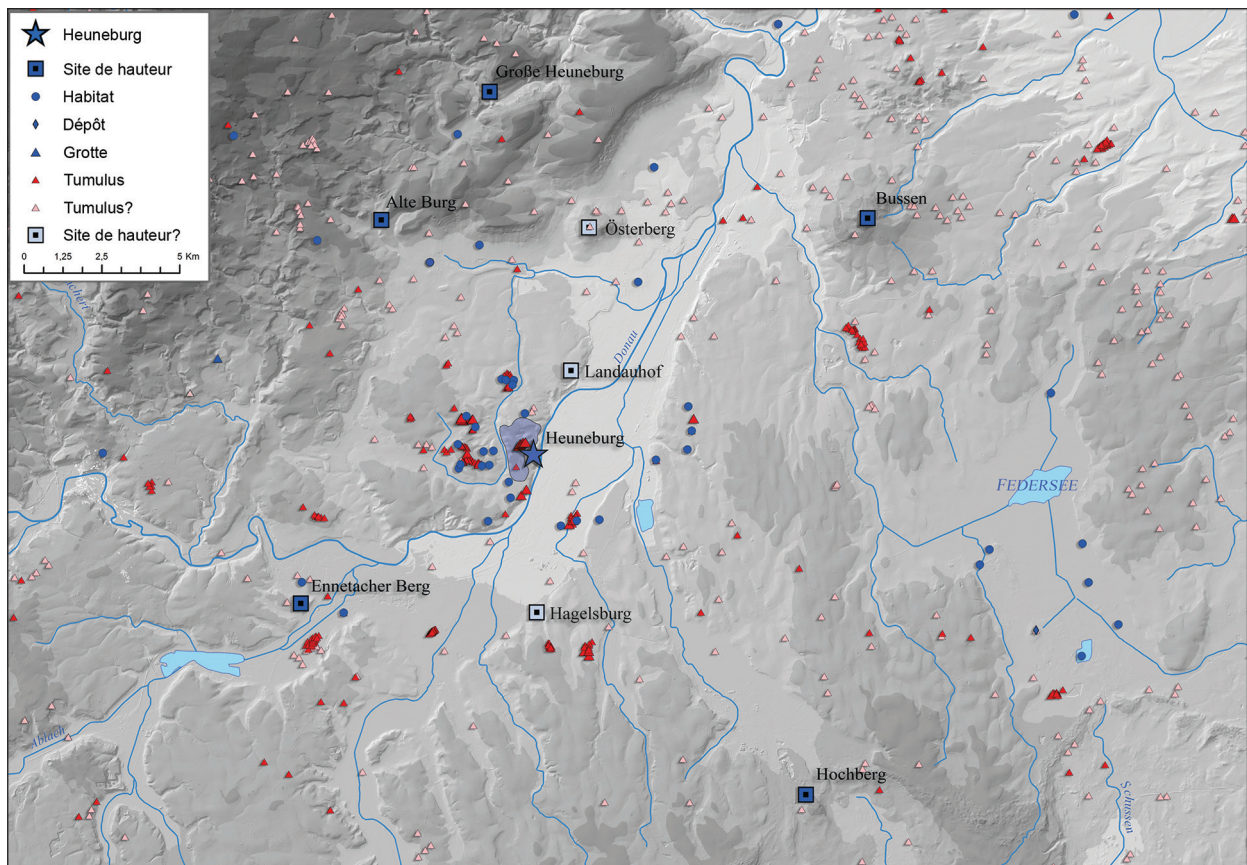 Heuneburg
Site de hauteur
Habitat
Dépôt
Grotte
Tumulus
Tumulus?
Site de hauteur?
0 1,25 2,5 5 Km
Große Heuneburg
Alte Burg
Österberg
Bussen
Donau
Landauhof
Heuneburg
FEDERSEE
Ennetacher Berg
Hagelsburg
Ablach
Hochberg
Schussen